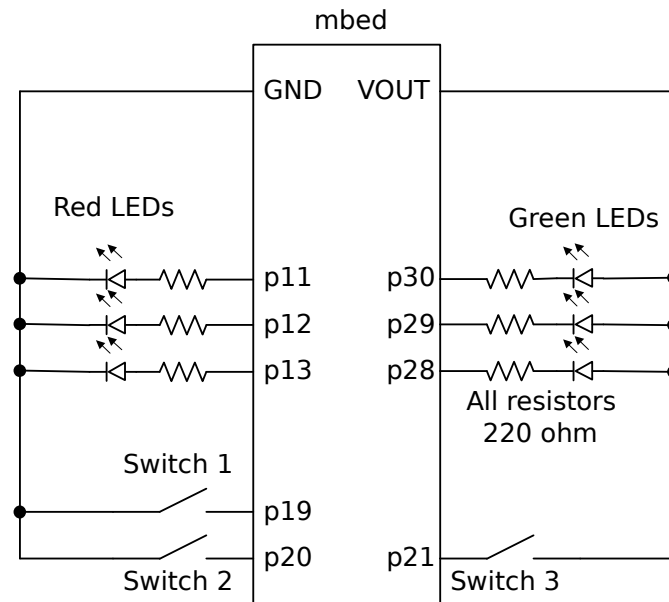 mbed
GND VOUT
Red LEDs
Green LEDs
p11 p30
p12 p29
p13 p28
All resistors
220 ohm
Switch 1
p19
p20 p21
Switch 2 Switch 3